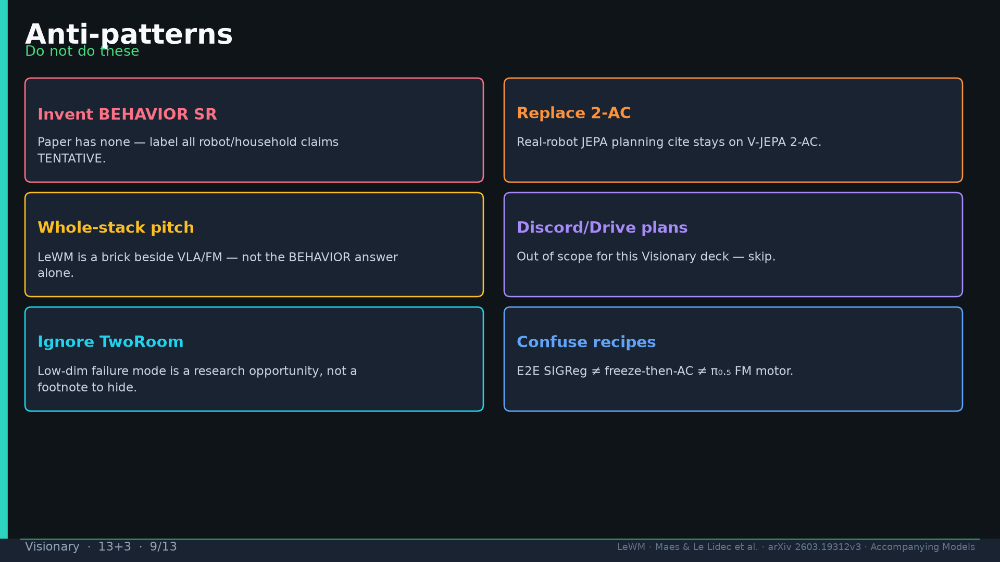 Anti-patterns
Do not do these
Invent BEHAVIOR SR
Paper has none — label all robot/household claims
TENTATIVE.
Replace 2-AC
Real-robot JEPA planning cite stays on V-JEPA 2-AC.
Whole-stack pitch
LeWM is a brick beside VLA/FM — not the BEHAVIOR answer
alone.
Discord/Drive plans
Out of scope for this Visionary deck — skip.
Ignore TwoRoom
Low-dim failure mode is a research opportunity, not a
footnote to hide.
Confuse recipes
E2E SIGReg ≠ freeze-then-AC ≠ π₀.₅ FM motor.
Visionary · 13+3 · 9/13
LeWM · Maes & Le Lidec et al. · arXiv 2603.19312v3 · Accompanying Models